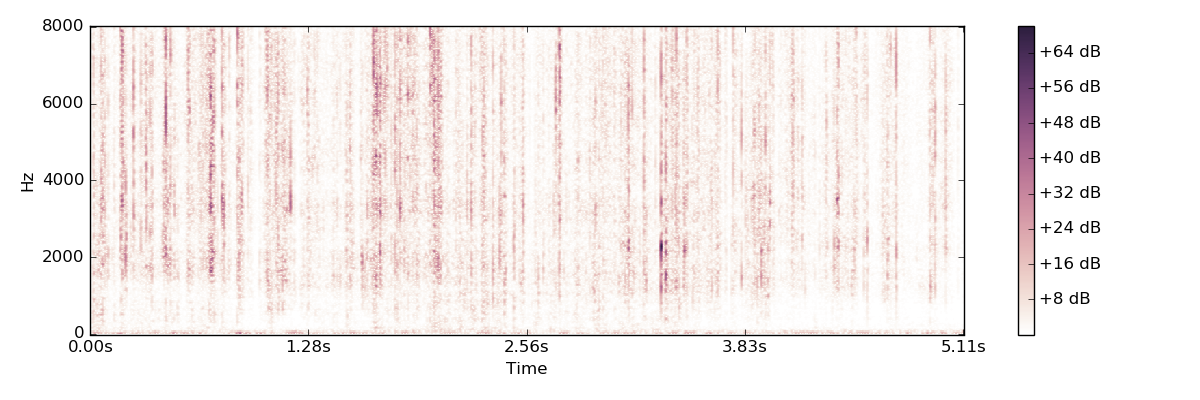 8000
6000
4000
2000
0
Hz
0.00s 1.28s 2.56s 3.83s 5.11s
Time
+64 dB
+56 dB
+48 dB
+40 dB
+32 dB
+24 dB
+16 dB
+8 dB